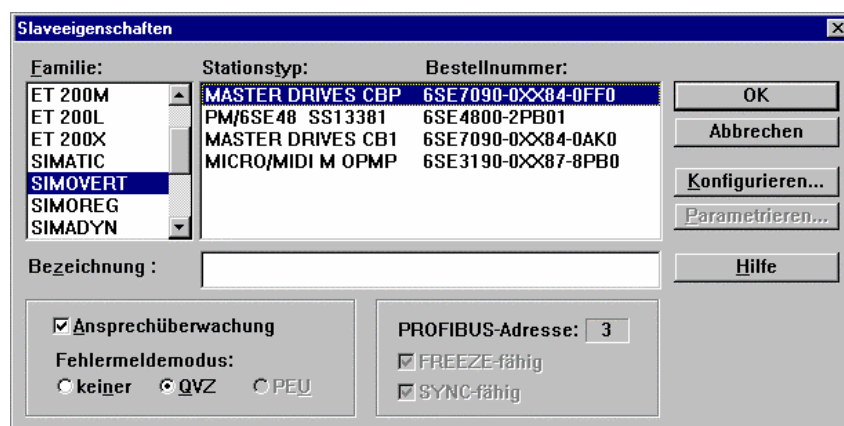 Slaveeigenschaften
Familie: Stationstyp: Bestellnummer:
ET 200M
ET 200L
ET 200X
SIMATIC
SIMOVERT
SIMOREG
SIMADYN
MASTER DRIVES CBP 6SE7090-0XX84-0FF0
PM/6SE48 SS13381 6SE4800-2PB01
MASTER DRIVES CB1 6SE7090-0XX84-0AK0
MICRO/MIDI M OPMP 6SE3190-0XX87-8PB0
OK
Abbrechen
Konfigurieren...
Parametrieren...
Bezeichnung :
Hilfe
Ansprechüberwachung
Fehlermeldemodus:
keiner QVZ PEU
PROFIBUS-Adresse: 3
FREEZE-fähig
SYNC-fähig